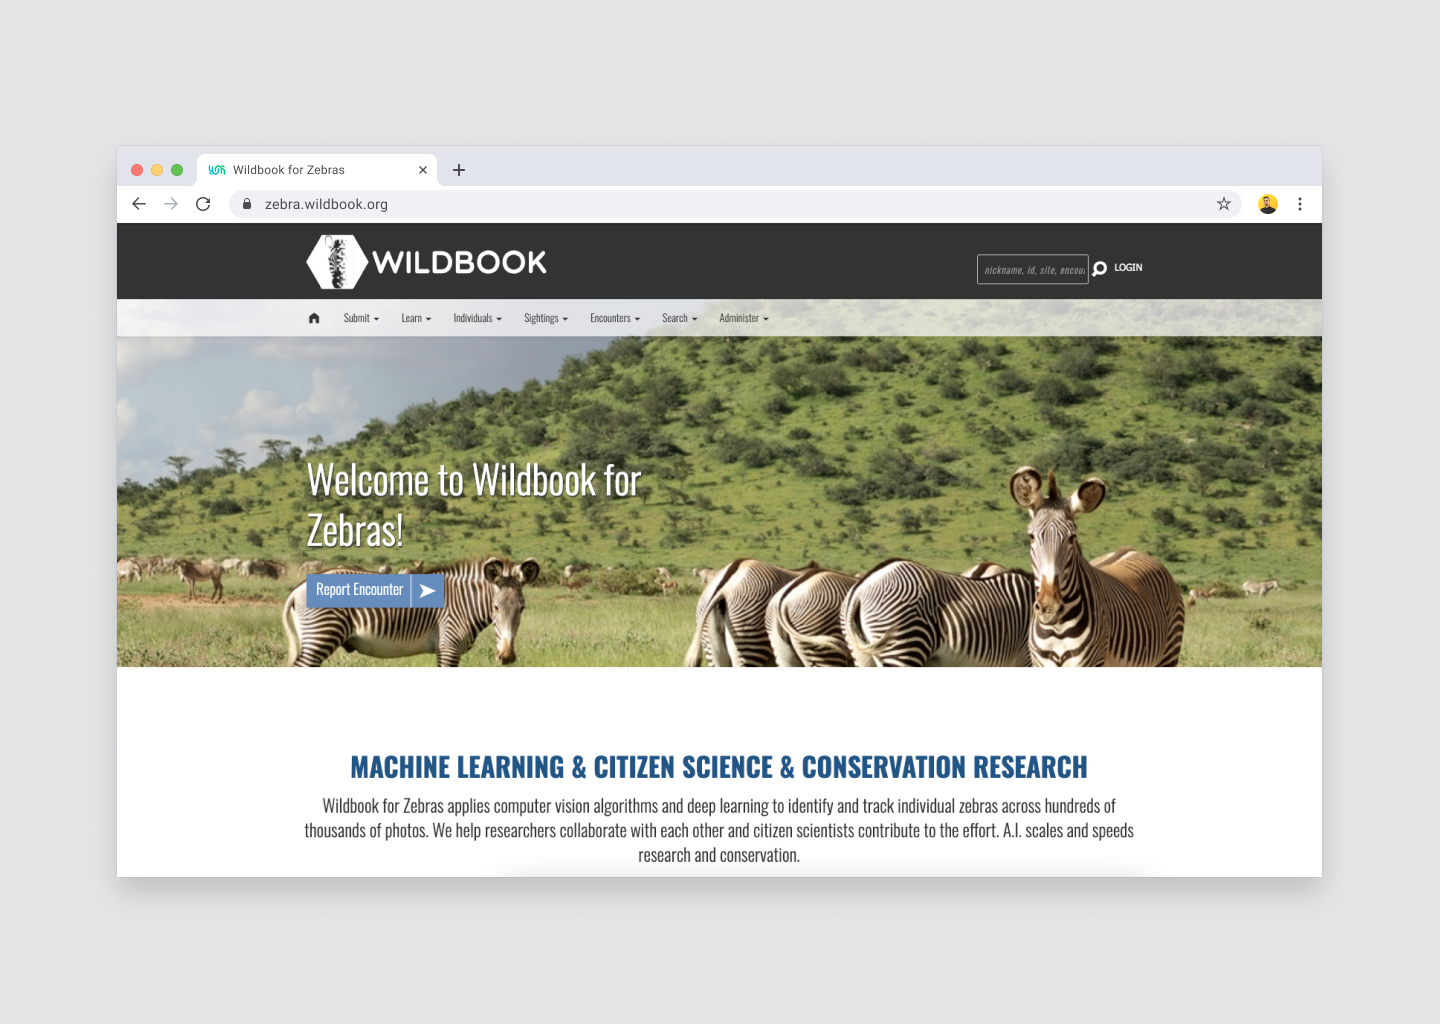 Wildbook for Zebras
zebra.wildbook.org
WILDBOOK
nickname, id, site, encou
LOGIN
Submit
Learn
Individuals
Sightings
Encounters
Search
Administer
Welcome to Wildbook for
Zebras!
Report Encounter
MACHINE LEARNING & CITIZEN SCIENCE & CONSERVATION RESEARCH
Wildbook for Zebras applies computer vision algorithms and deep learning to identify and track individual zebras across hundreds of
thousands of photos. We help researchers collaborate with each other and citizen scientists contribute to the effort. A.I. scales and speeds
research and conservation.